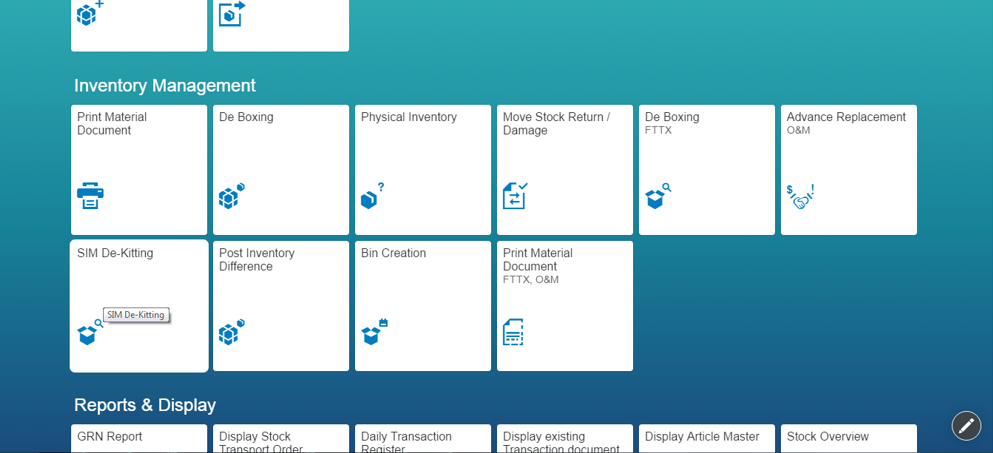 Inventory Management
Print Material
Document
De Boxing
Physical Inventory
Move Stock Return /
Damage
De Boxing
FTTX
Advance Replacement
O&M
SIM De-Kitting
SIM De-Kitting
Post Inventory
Difference
Bin Creation
Print Material
Document
FTTX, O&M
Reports & Display
GRN Report
Display Stock
Transport Order
Daily Transaction
Register
Display existing
Transaction document
Display Article Master
Stock Overview